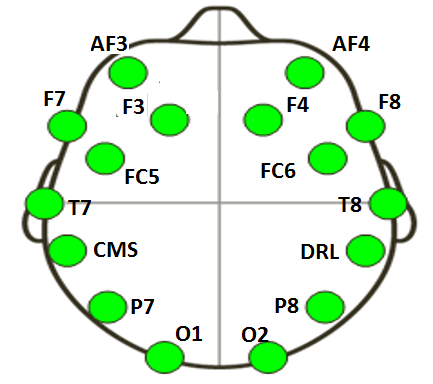 AF3 AF4
F7 F3 F4 F8
FC5 FC6
T7 T8
CMS DRL
P7 P8
O1 O2